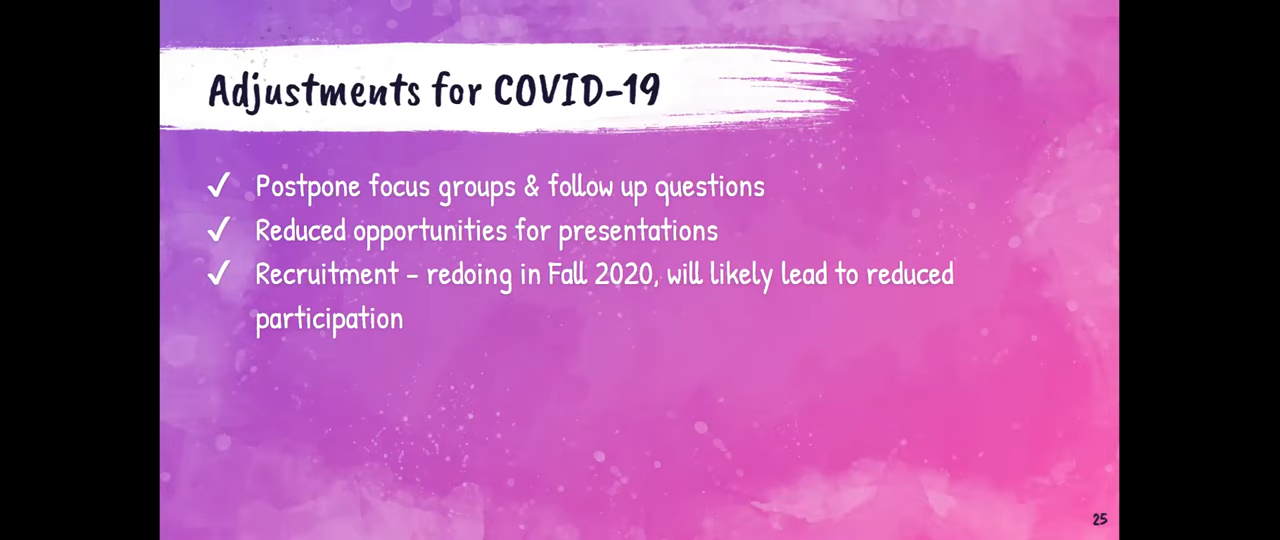 Adjustments for COVID-19
✓ Postpone focus groups & follow up questions
✓ Reduced opportunities for presentations
✓ Recruitment – redoing in Fall 2020, will likely lead to reduced
participation
25